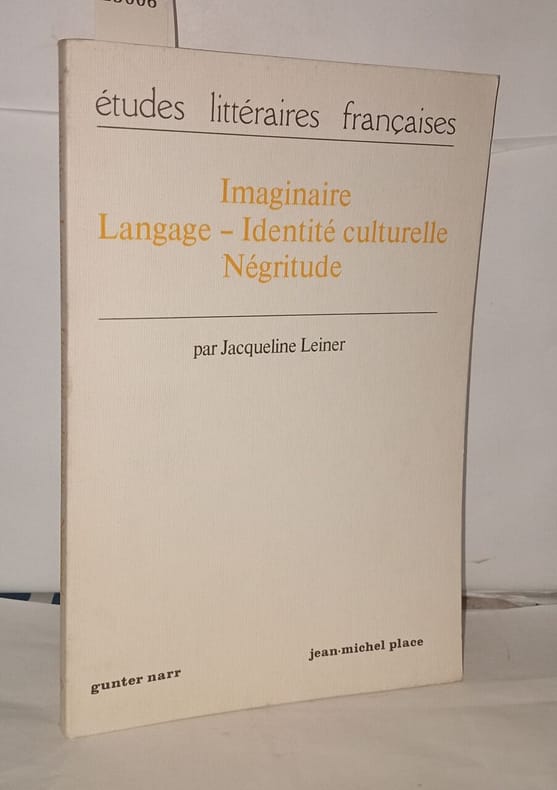 études littéraires françaises
Imaginaire
Langage – Identité culturelle
Négritude
par Jacqueline Leiner
gunter narr
jean-michel place